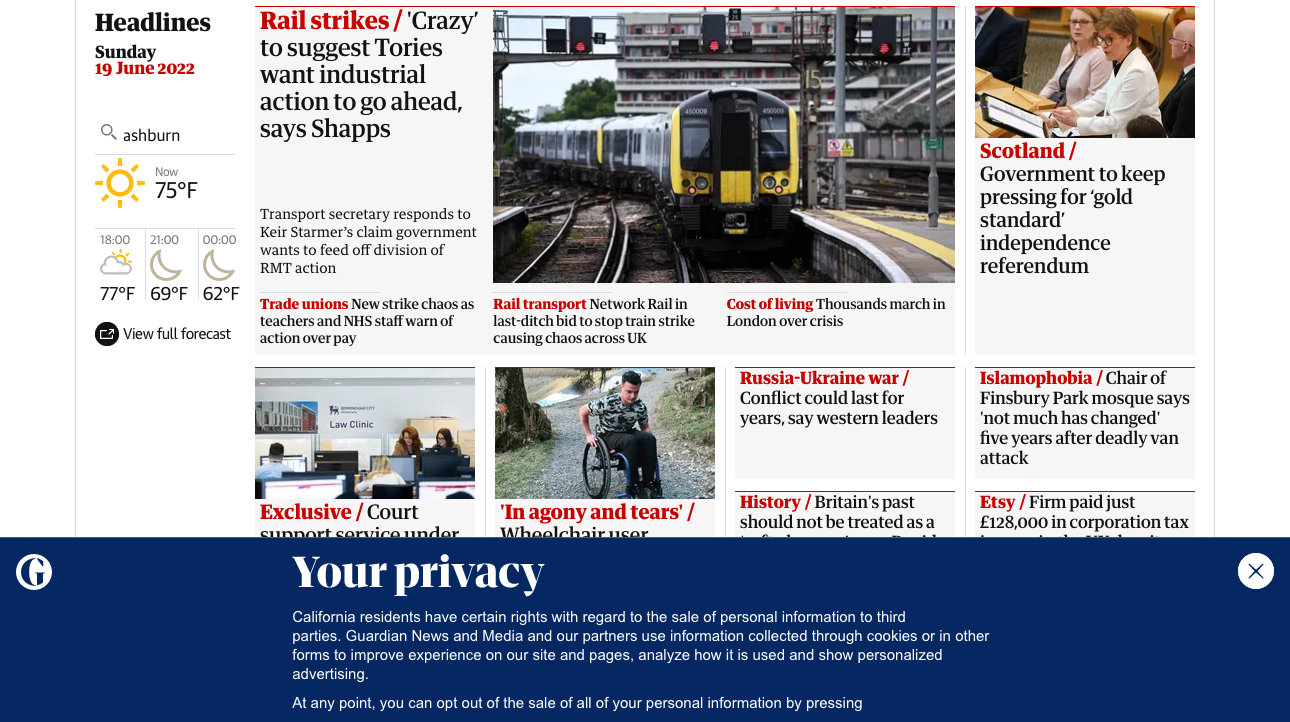 Headlines
Sunday
19 June 2022
ashburn
Now
75°F
18:00
21:00
00:00
77°F
69°F
62°F
View full forecast
Rail strikes / 'Crazy’
to suggest Tories
want industrial
action to go ahead,
says Shapps
Transport secretary responds to
Keir Starmer’s claim government
wants to feed off division of
RMT action
450009
450009
15
Trade unions New strike chaos as
teachers and NHS staff warn of
action over pay
Rail transport Network Rail in
last-ditch bid to stop train strike
causing chaos across UK
Cost of living Thousands march in
London over crisis
Scotland /
Government to keep
pressing for ‘gold
standard’
independence
referendum
BIRMINGHAM CITY
University
Law Clinic
Exclusive / Court
support service under
'In agony and tears' /
Wheelchair user
Russia-Ukraine war /
Conflict could last for
years, say western leaders
History / Britain's past
should not be treated as a
Islamophobia / Chair of
Finsbury Park mosque says
'not much has changed'
five years after deadly van
attack
Etsy / Firm paid just
£128,000 in corporation tax
Your privacy
California residents have certain rights with regard to the sale of personal information to third
parties. Guardian News and Media and our partners use information collected through cookies or in other
forms to improve experience on our site and pages, analyze how it is used and show personalized
advertising.
At any point, you can opt out of the sale of all of your personal information by pressing